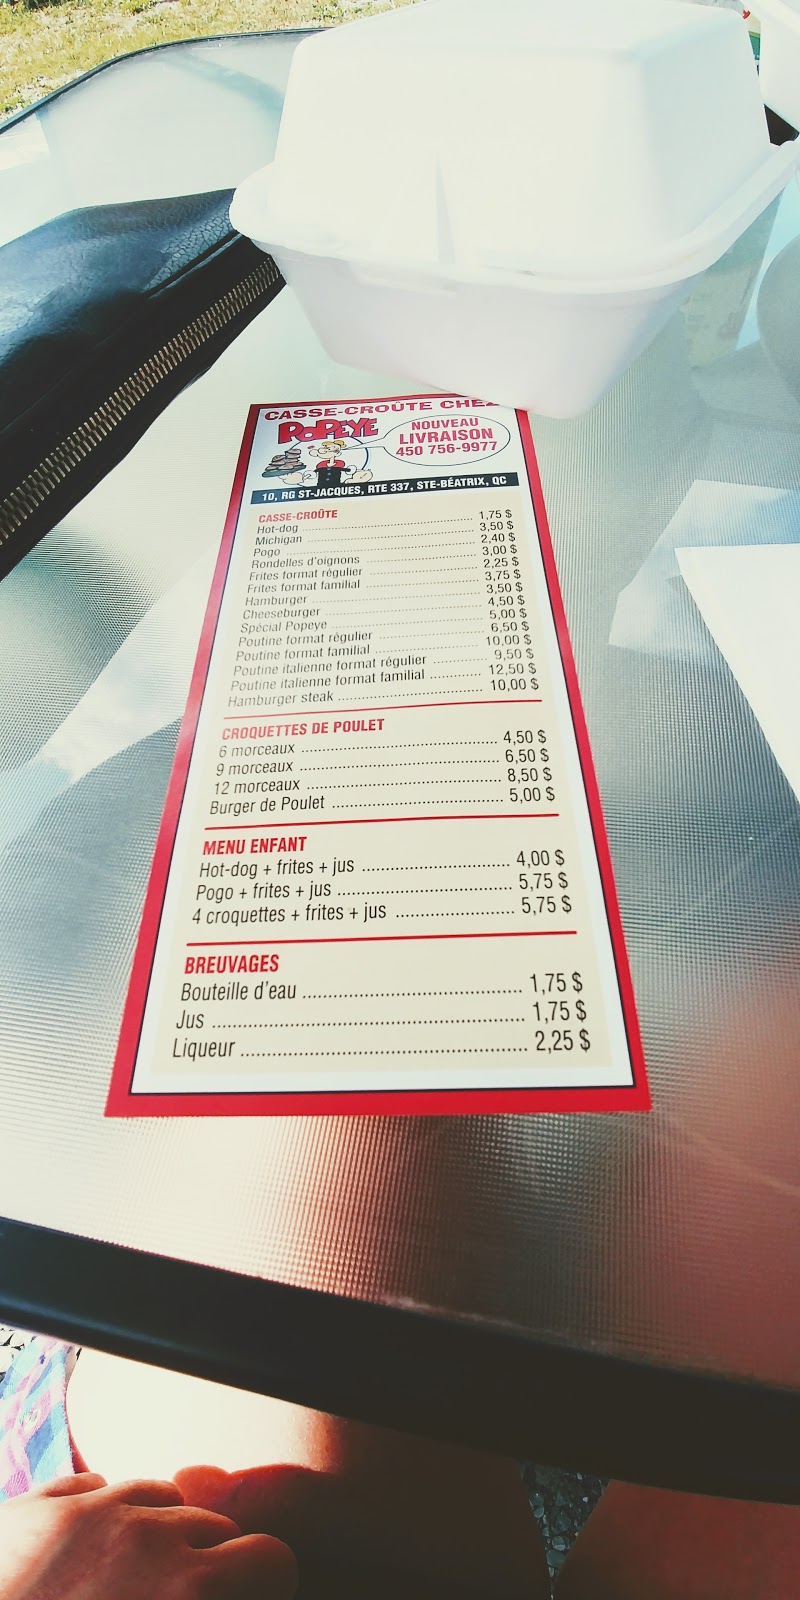 CASSE-CROÛTE CHEZ
POPEYE
NOUVEAU
LIVRAISON
450 756-9977
10, RG ST-JACQUES, RTE 337, STE-BÉATRIX, QC
CASSE-CROÛTE
Hot-dog 1,75 $
Michigan 3,50 $
Pogo 2,40 $
Rondelles d'oignons 3,00 $
Frites format régulier 2,25 $
Frites format familial 3,75 $
Hamburger 3,50 $
Cheeseburger 4,50 $
Spécial Popeye 5,00 $
Poutine format régulier 6,50 $
Poutine format familial 10,00 $
Poutine italienne format régulier 9,50 $
Poutine italienne format familial 12,50 $
Hamburger steak 10,00 $
CROQUETTES DE POULET
6 morceaux 4,50 $
9 morceaux 6,50 $
12 morceaux 8,50 $
Burger de Poulet 5,00 $
MENU ENFANT
Hot-dog + frites + jus 4,00 $
Pogo + frites + jus 5,75 $
4 croquettes + frites + jus 5,75 $
BREUVAGES
Bouteille d'eau 1,75 $
Jus 1,75 $
Liqueur 2,25 $